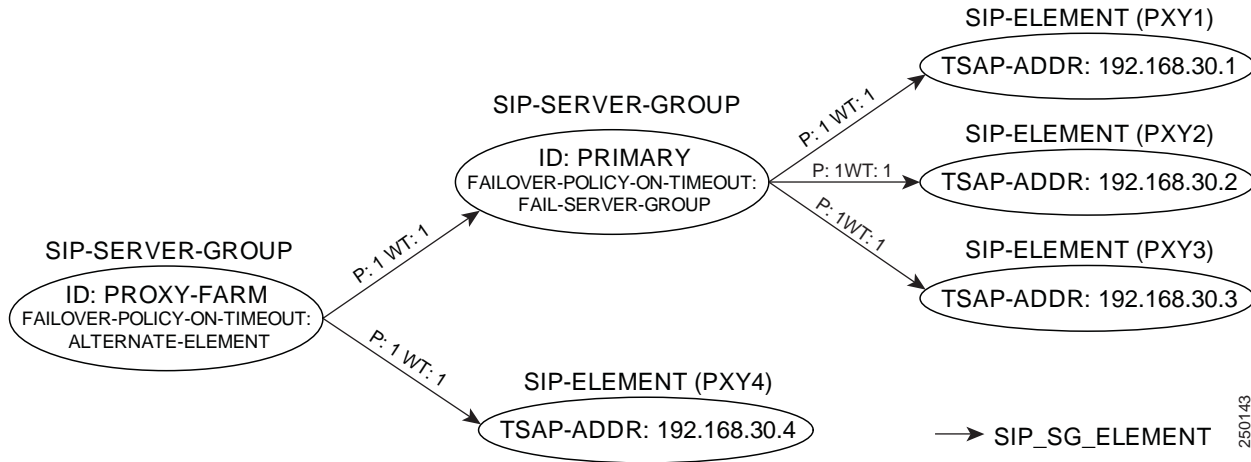 SIP-ELEMENT (PXY1)
TSAP-ADDR: 192.168.30.1
SIP-SERVER-GROUP
P: 1 WT: 1
SIP-ELEMENT (PXY2)
ID: PRIMARY
FAILOVER-POLICY-ON-TIMEOUT:
FAIL-SERVER-GROUP
P: 1WT: 1
TSAP-ADDR: 192.168.30.2
P: 1WT: 1
SIP-ELEMENT (PXY3)
TSAP-ADDR: 192.168.30.3
SIP-SERVER-GROUP
ID: PROXY-FARM
FAILOVER-POLICY-ON-TIMEOUT:
ALTERNATE-ELEMENT
P: 1 WT: 1
P: 1 WT: 1
SIP-ELEMENT (PXY4)
TSAP-ADDR: 192.168.30.4
SIP_SG_ELEMENT
250143